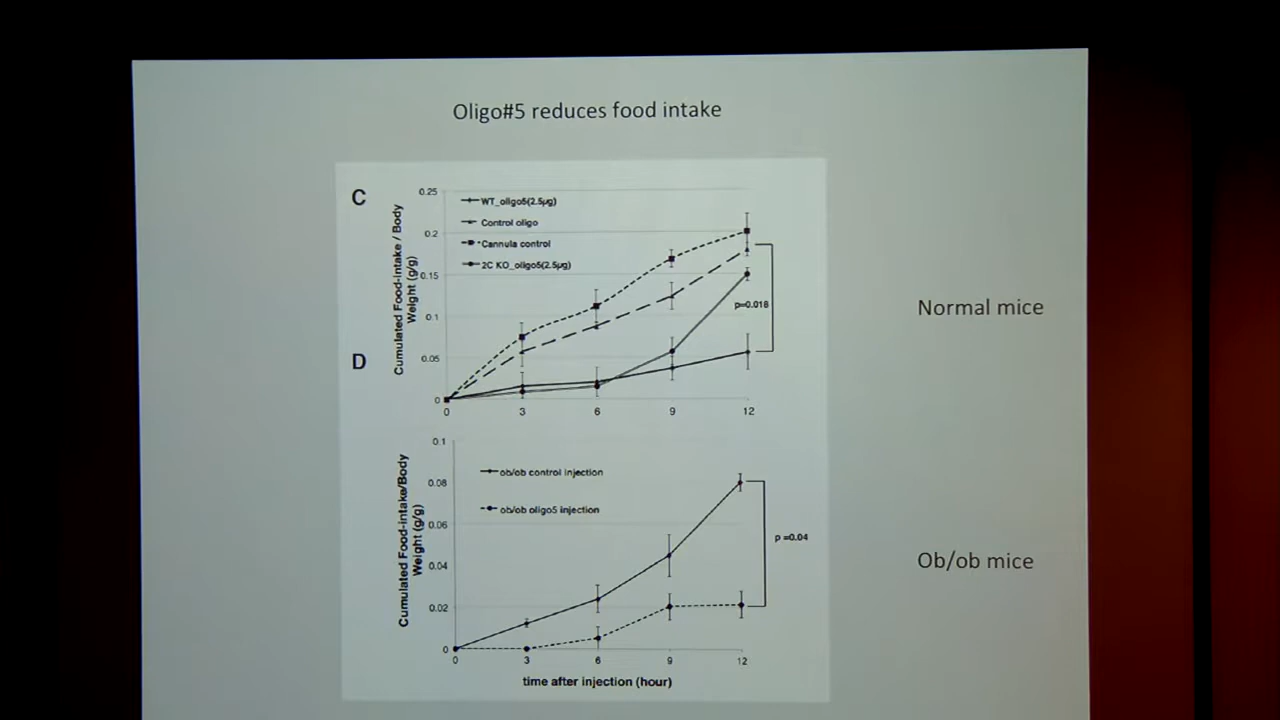 Oligo#5 reduces food intake
C
Cumulated Food-Intake / Body
Weight (g/g)
0.25
0.2
0.15
0.1
0.05
0
WT_oligo5(2.5µg)
Control oligo
Cannula control
2C KO_oligo5(2.5µg)
p=0.018
0 3 6 9 12
Normal mice
D
Cumulated Food-intake/Body
Weight (g/g)
0.1
0.08
0.06
0.04
0.02
0
ob/ob control injection
ob/ob oligo5 injection
p =0.04
0 3 6 9 12
time after injection (hour)
Ob/ob mice